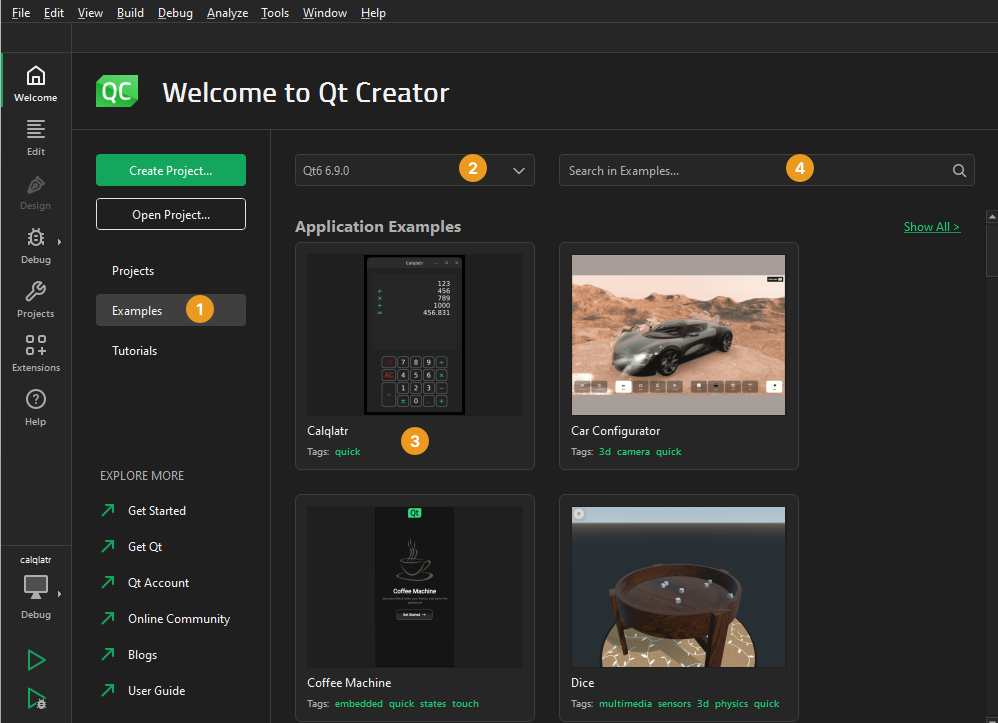 File Edit View Build Debug Analyze Tools Window Help
QC
Welcome to Qt Creator
Welcome
Edit
Design
Debug
Projects
Extensions
Help
calqlatr
Debug
Create Project...
Open Project...
Projects
Examples 1
Tutorials
EXPLORE MORE
Get Started
Get Qt
Qt Account
Online Community
Blogs
User Guide
Qt6 6.9.0 2
Search in Examples... 4
Application Examples
Show All >
Calqlatr
123
+ 456
× 789
÷ 1000
= 456.831
7 8 9 ÷
AC 4 5 6 ×
1 2 3 −
± 0 . +
Calqlatr 3
Tags: quick
Car Configurator
Tags: 3d camera quick
Qt
Coffee Machine
Get Started
Coffee Machine
Tags: embedded quick states touch
Dice
Tags: multimedia sensors 3d physics quick